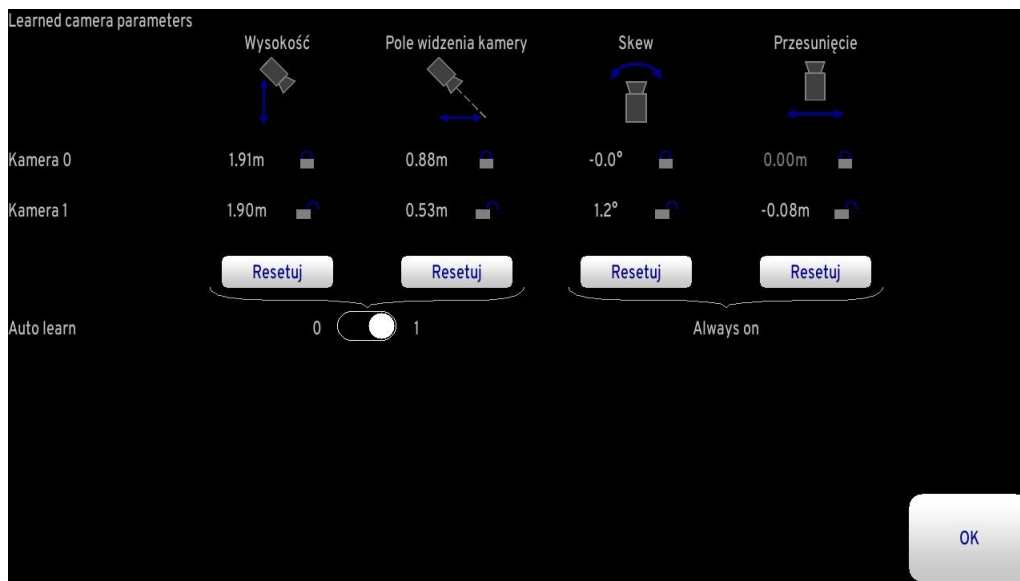 Learned camera parameters
Wysokość Pole widzenia kamery Skew Przesunięcie
Kamera 0 1.91m 0.88m -0.0° 0.00m
Kamera 1 1.90m 0.53m 1.2° -0.08m
Resetuj Resetuj Resetuj Resetuj
Auto learn 0 1 Always on
OK